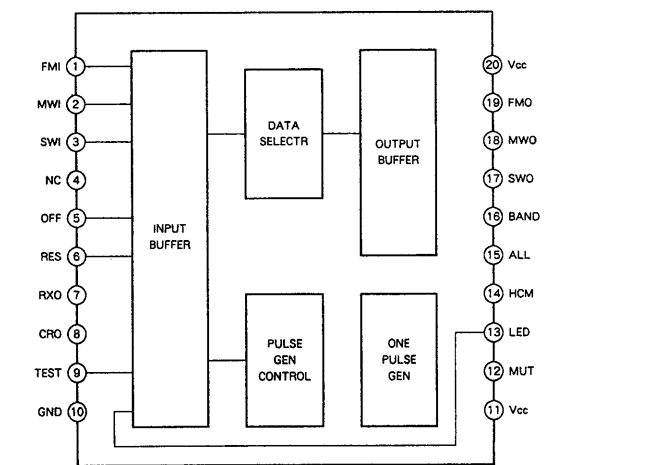 FMI 1
MWI 2
SWI 3
NC 4
OFF 5
RES 6
RXO 7
CRO 8
TEST 9
GND 10
INPUT
BUFFER
DATA
SELECTR
OUTPUT
BUFFER
PULSE
GEN
CONTROL
ONE
PULSE
GEN
20 Vcc
19 FMO
18 MWO
17 SWO
16 BAND
15 ALL
14 HCM
13 LED
12 MUT
11 Vcc